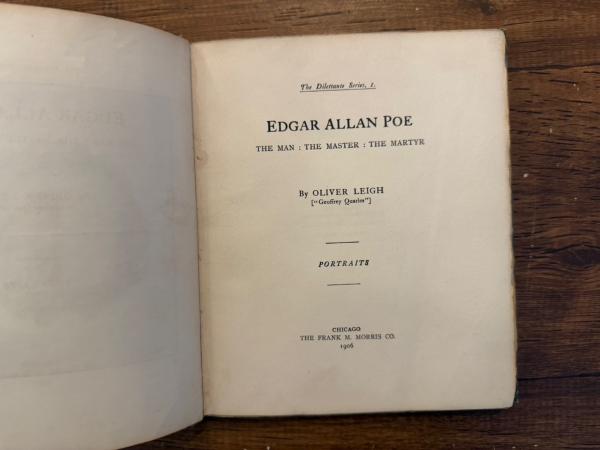 The Dilettante Series, 1.
EDGAR ALLAN POE
THE MAN : THE MASTER : THE MARTYR
By OLIVER LEIGH
["Geoffrey Quarles"]
PORTRAITS
CHICAGO
THE FRANK M. MORRIS CO.
1906